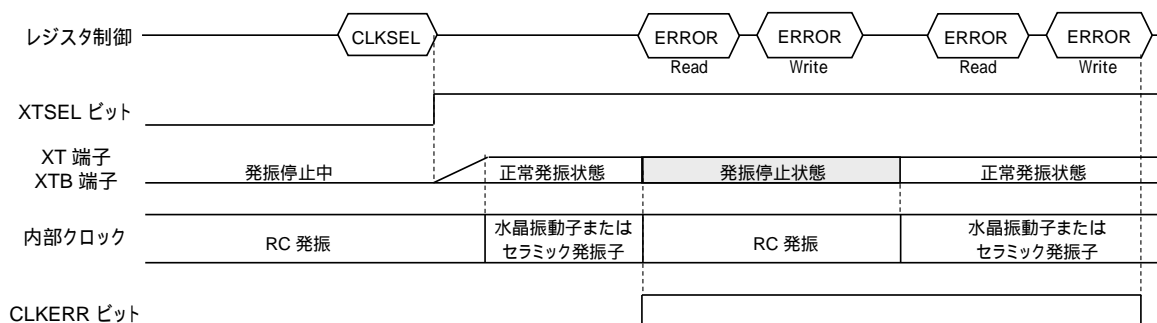 レジスタ制御 CLKSEL ERROR ERROR ERROR ERROR
Read Write Read Write
XTSEL ビット
XT 端子
XTB 端子
発振停止中 正常発振状態 発振停止状態 正常発振状態
内部クロック
RC 発振
水晶振動子または
セラミック発振子
RC 発振
水晶振動子または
セラミック発振子
CLKERR ビット